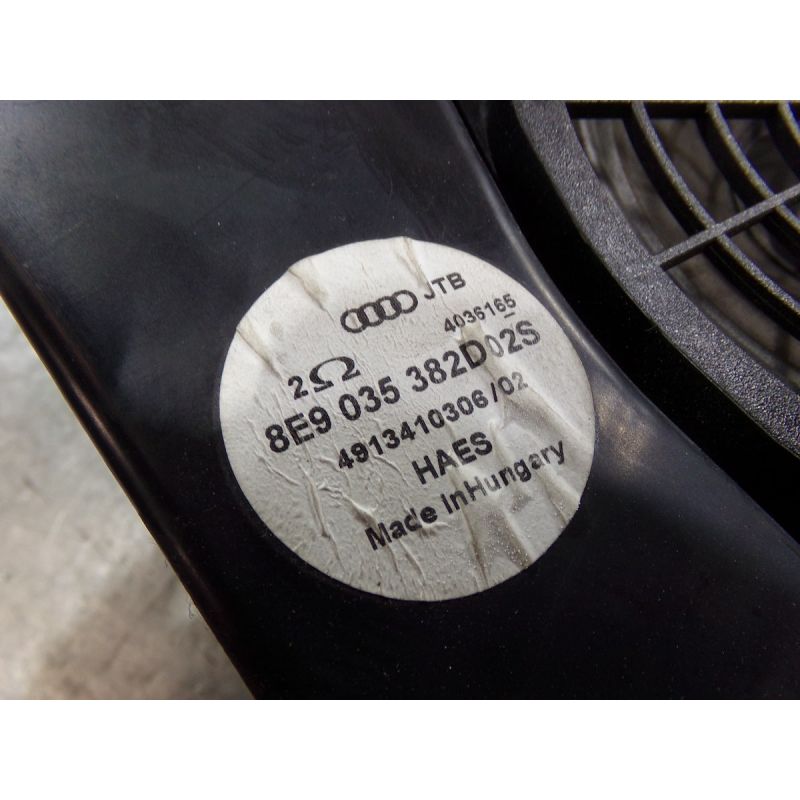 JTB
4036165
2Ω
8E9 035 382D02S
4913410306/02
HAES
Made InHungary